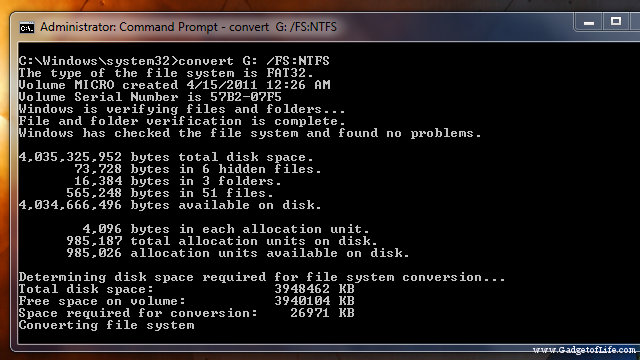 Administrator: Command Prompt - convert  G: /FS:NTFS
C:\Windows\system32>convert G: /FS:NTFS
The type of the file system is FAT32.
Volume MICRO created 4/15/2011 12:26 AM
Volume Serial Number is 57B2-07F5
Windows is verifying files and folders...
File and folder verification is complete.
Windows has checked the file system and found no problems.
4,035,325,952 bytes total disk space.
73,728 bytes in 6 hidden files.
16,384 bytes in 3 folders.
565,248 bytes in 51 files.
4,034,666,496 bytes available on disk.
4,096 bytes in each allocation unit.
985,187 total allocation units on disk.
985,026 allocation units available on disk.
Determining disk space required for file system conversion...
Total disk space:               3948462 KB
Free space on volume:           3940104 KB
Space required for conversion:    26971 KB
Converting file system
www.GadgetofLife.com